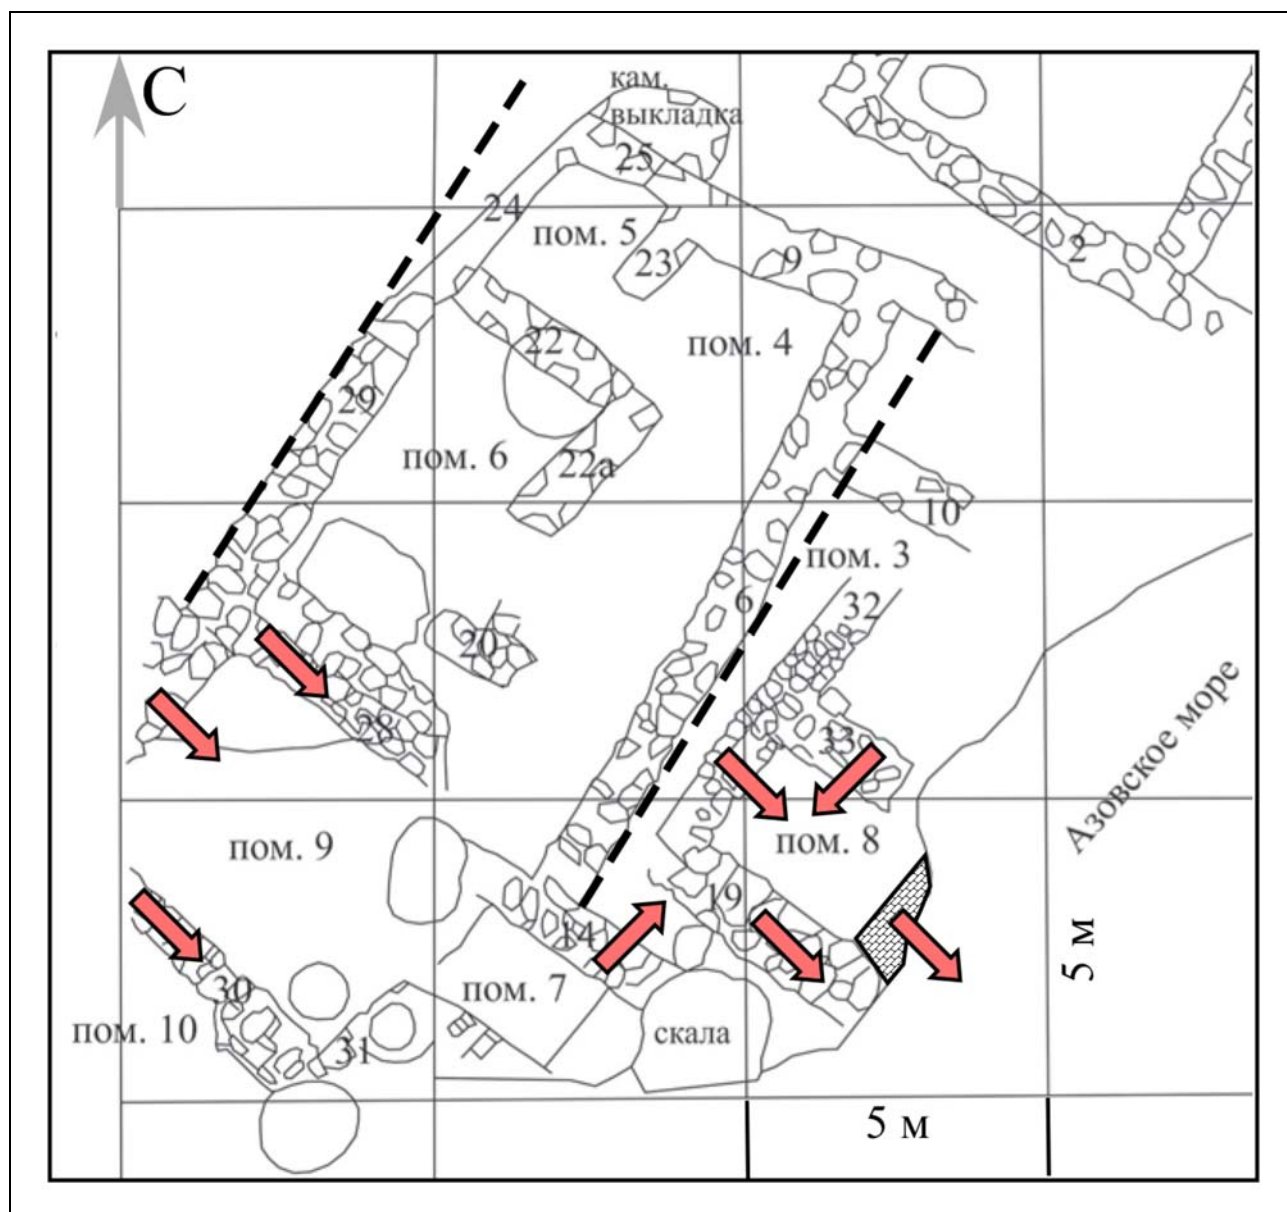 С
кам.
выкладка
25
24
пом. 5
23
9
2
22
пом. 4
29
пом. 6
22а
10
пом. 3
6
32
20
28
33
Азовское море
пом. 9
пом. 8
19
14
30
пом. 7
5 м
пом. 10
31
скала
5 м